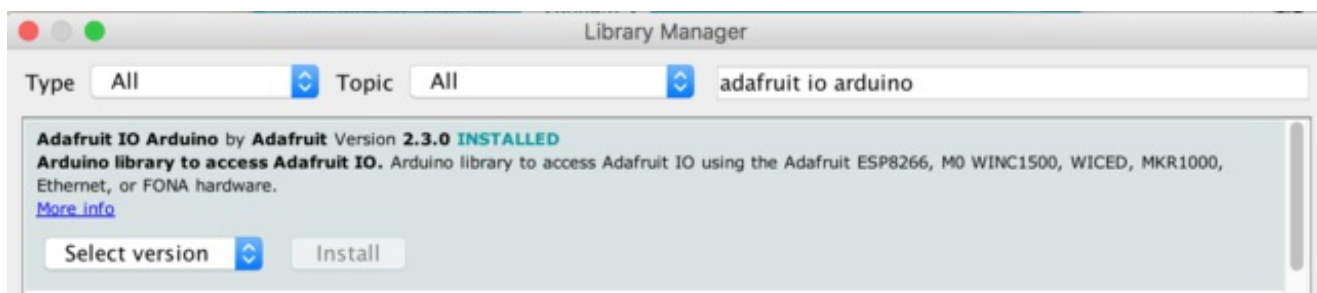 Library Manager
Type All Topic All adafruit io arduino
Adafruit IO Arduino by Adafruit Version 2.3.0 INSTALLED
Arduino library to access Adafruit IO. Arduino library to access Adafruit IO using the Adafruit ESP8266, M0 WINC1500, WICED, MKR1000,
Ethernet, or FONA hardware.
More info
Select version Install